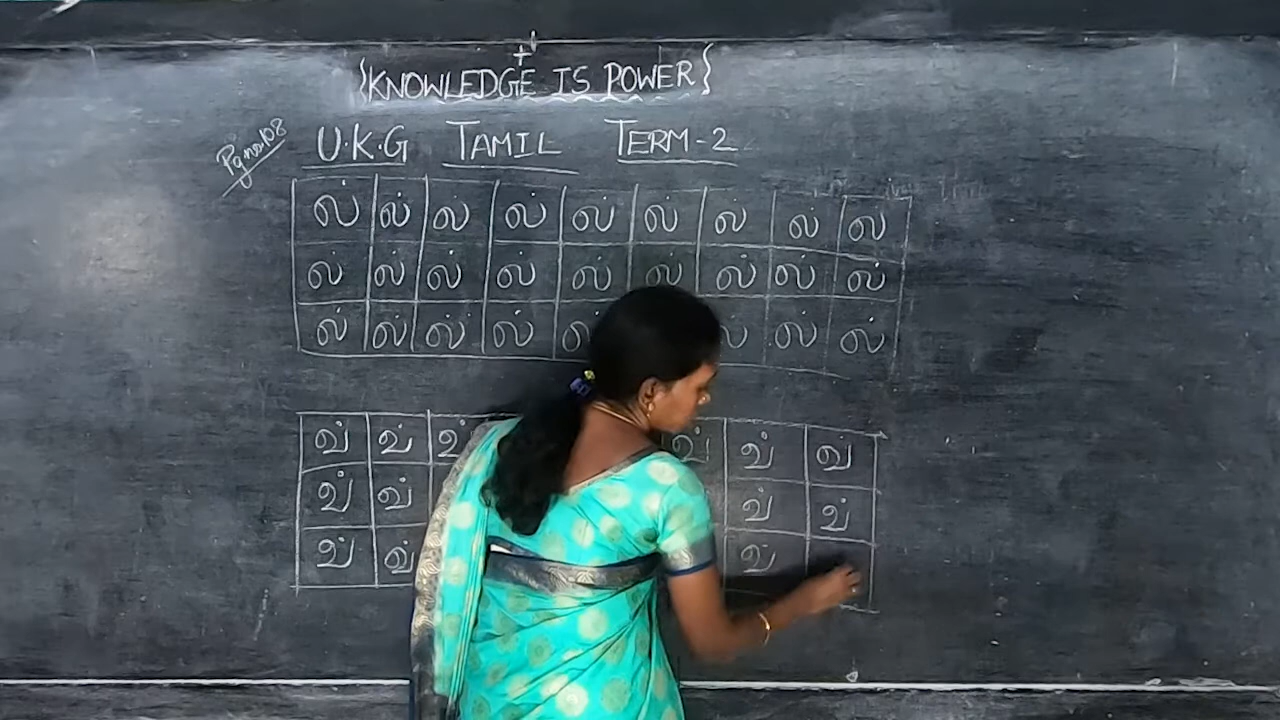 {KNOWLEDGE IS POWER}
Pg no:108
U.K.G TAMIL TERM-2
ல் ல் ல் ல் ல் ல் ல் ல் ல்
ல் ல் ல் ல் ல் ல் ல் ல் ல்
ல் ல் ல் ல் ல் ல் ல்
வ் வ் வ் வ் வ் வ்
வ் வ் வ் வ்
வ் வ் வ்